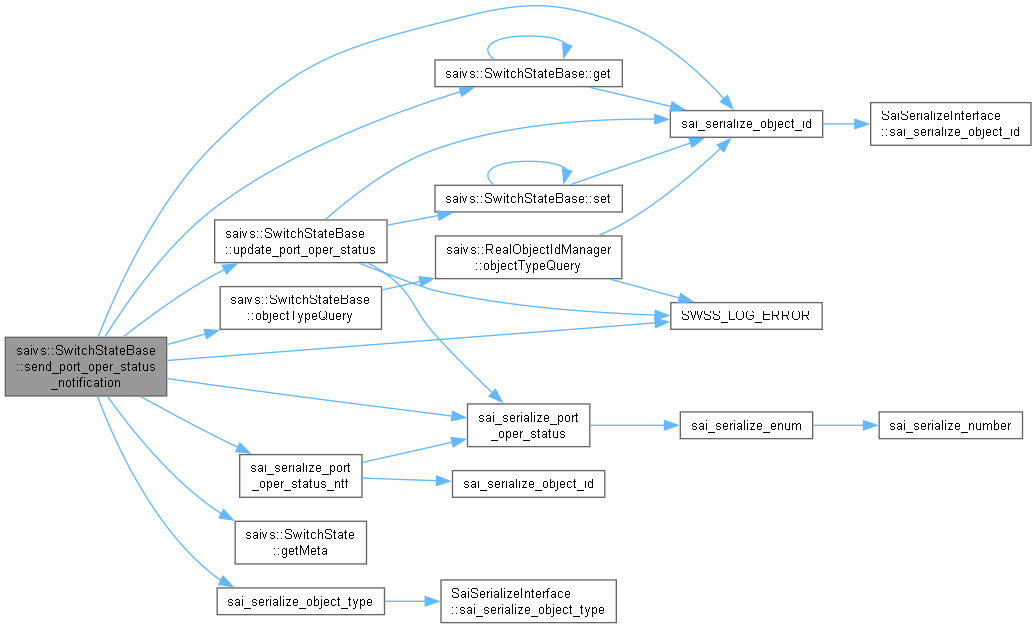 saivs::SwitchStateBase::get
sai_serialize_object_id
SaiSerializeInterface
::sai_serialize_object_id
saivs::SwitchStateBase::set
saivs::SwitchStateBase
::update_port_oper_status
saivs::RealObjectIdManager
::objectTypeQuery
saivs::SwitchStateBase
::objectTypeQuery
SWSS_LOG_ERROR
saivs::SwitchStateBase
::send_port_oper_status
_notification
sai_serialize_port
_oper_status
sai_serialize_enum
sai_serialize_number
sai_serialize_port
_oper_status_ntf
sai_serialize_object_id
saivs::SwitchState
::getMeta
sai_serialize_object_type
SaiSerializeInterface
::sai_serialize_object_type